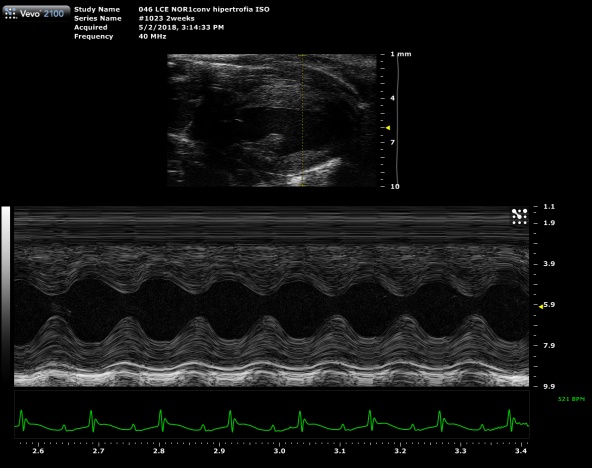 Vevo 2100
Study Name 046 LCE NOR1conv hipertrofia ISO
Series Name #1023 2weeks
Acquired 5/2/2018, 3:14:33 PM
Frequency 40 MHz
1 mm
4
7
10
1.1
1.9
3.9
5.9
7.9
9.9
521 BPM
2.6 2.7 2.8 2.9 3.0 3.1 3.2 3.3 3.4